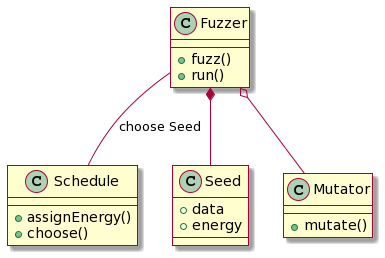 C Fuzzer
fuzz()
run()
choose Seed
C Schedule
assignEnergy()
choose()
C Seed
data
energy
C Mutator
mutate()